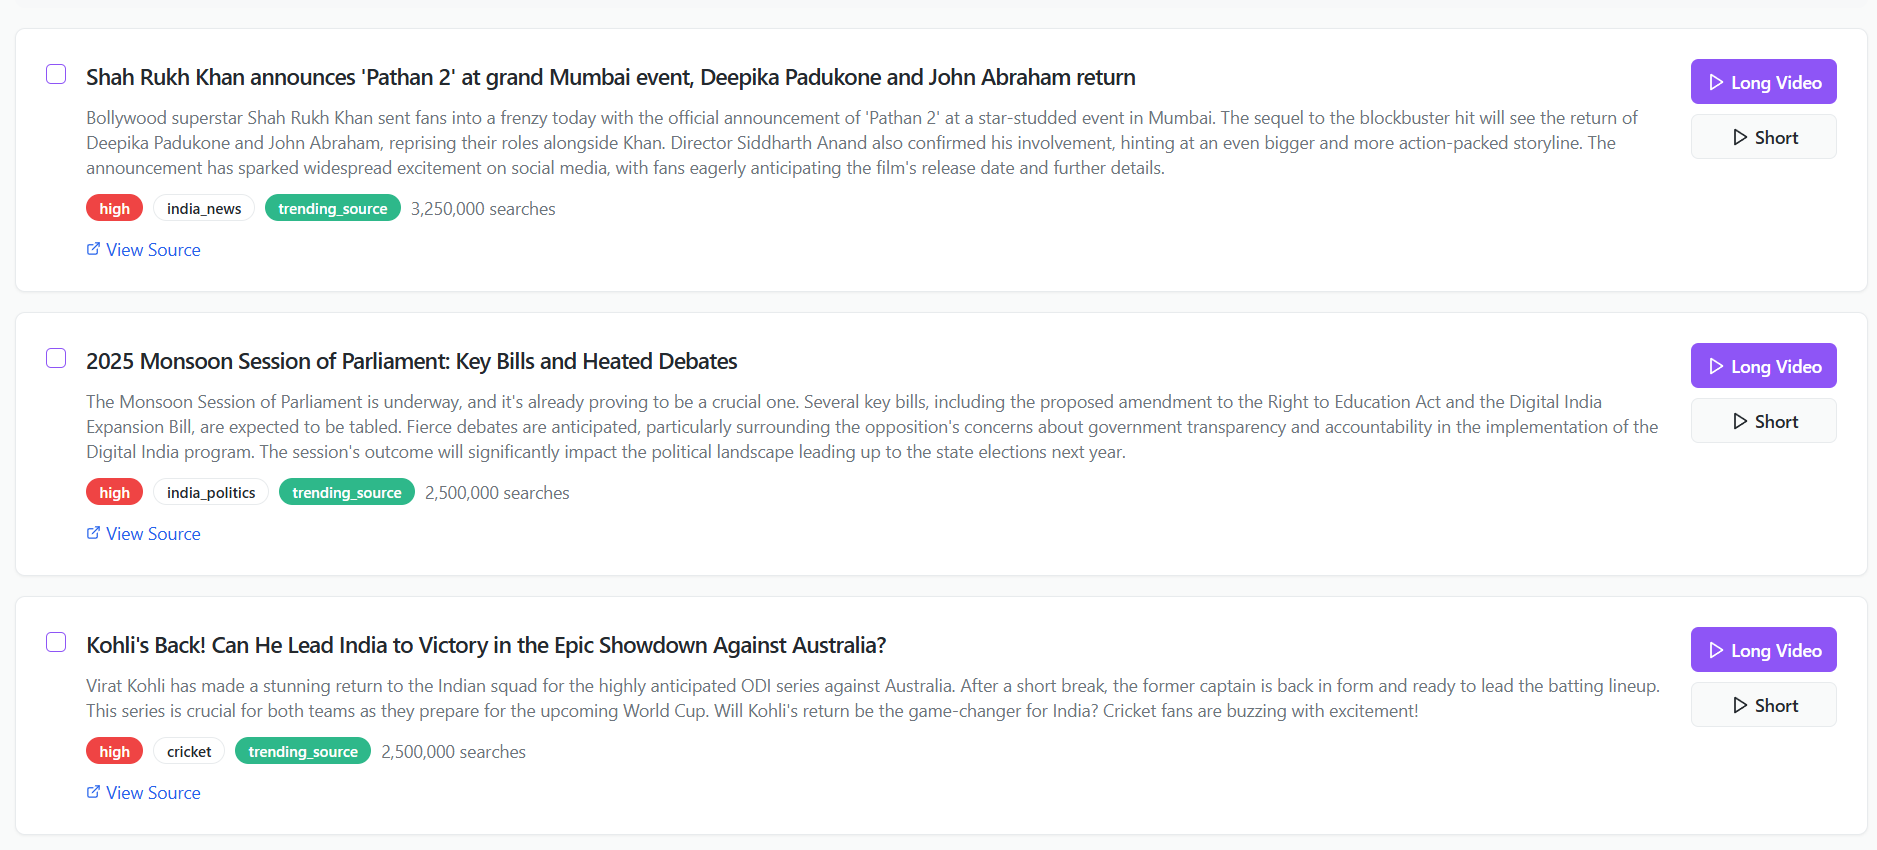 Shah Rukh Khan announces 'Pathan 2' at grand Mumbai event, Deepika Padukone and John Abraham return
Long Video
Bollywood superstar Shah Rukh Khan sent fans into a frenzy today with the official announcement of 'Pathan 2' at a star-studded event in Mumbai. The sequel to the blockbuster hit will see the return of
Deepika Padukone and John Abraham, reprising their roles alongside Khan. Director Siddharth Anand also confirmed his involvement, hinting at an even bigger and more action-packed storyline. The
Short
announcement has sparked widespread excitement on social media, with fans eagerly anticipating the film's release date and further details.
high india_news trending_source 3,250,000 searches
View Source
2025 Monsoon Session of Parliament: Key Bills and Heated Debates
Long Video
The Monsoon Session of Parliament is underway, and it's already proving to be a crucial one. Several key bills, including the proposed amendment to the Right to Education Act and the Digital India
Expansion Bill, are expected to be tabled. Fierce debates are anticipated, particularly surrounding the opposition's concerns about government transparency and accountability in the implementation of the
Short
Digital India program. The session's outcome will significantly impact the political landscape leading up to the state elections next year.
high india_politics trending_source 2,500,000 searches
View Source
Kohli's Back! Can He Lead India to Victory in the Epic Showdown Against Australia?
Long Video
Virat Kohli has made a stunning return to the Indian squad for the highly anticipated ODI series against Australia. After a short break, the former captain is back in form and ready to lead the batting lineup.
This series is crucial for both teams as they prepare for the upcoming World Cup. Will Kohli's return be the game-changer for India? Cricket fans are buzzing with excitement!
Short
high cricket trending_source 2,500,000 searches
View Source